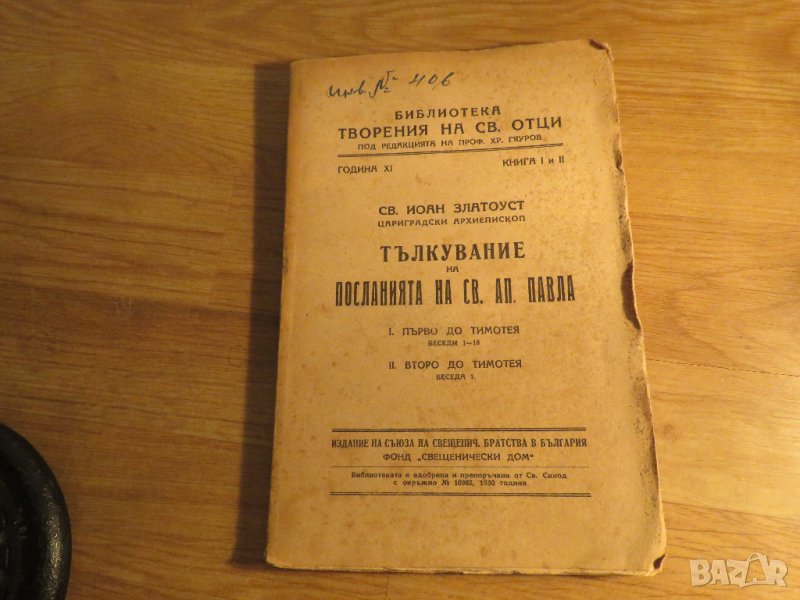 инв. № 406
БИБЛИОТЕКА
ТВОРЕНИЯ НА СВ. ОТЦИ
ПОД РЕДАКЦИЯТА НА ПРОФ. ХР. ГЯУРОВ
ГОДИНА XI КНИГА I и II
СВ. ИОАН ЗЛАТОУСТ
ЦАРИГРАДСКИ АРХИЕПИСКОП
ТЪЛКУВАНИЕ
НА
ПОСЛАНИЯТА НА СВ. АП. ПАВЛА
I. ПЪРВО ДО ТИМОТЕЯ
БЕСЕДИ 1—18
II. ВТОРО ДО ТИМОТЕЯ
БЕСЕДА 1.
ИЗДАНИЕ НА СЪЮЗА НА СВЕЩЕНИЧ. БРАТСТВА В БЪЛГАРИЯ
ФОНД „СВЕЩЕНИЧЕСКИ ДОМ“
Библиотеката е одобрена и препоръчана от Св. Синод
с окръжно № 10982, 1930 година
BAZAR.bg